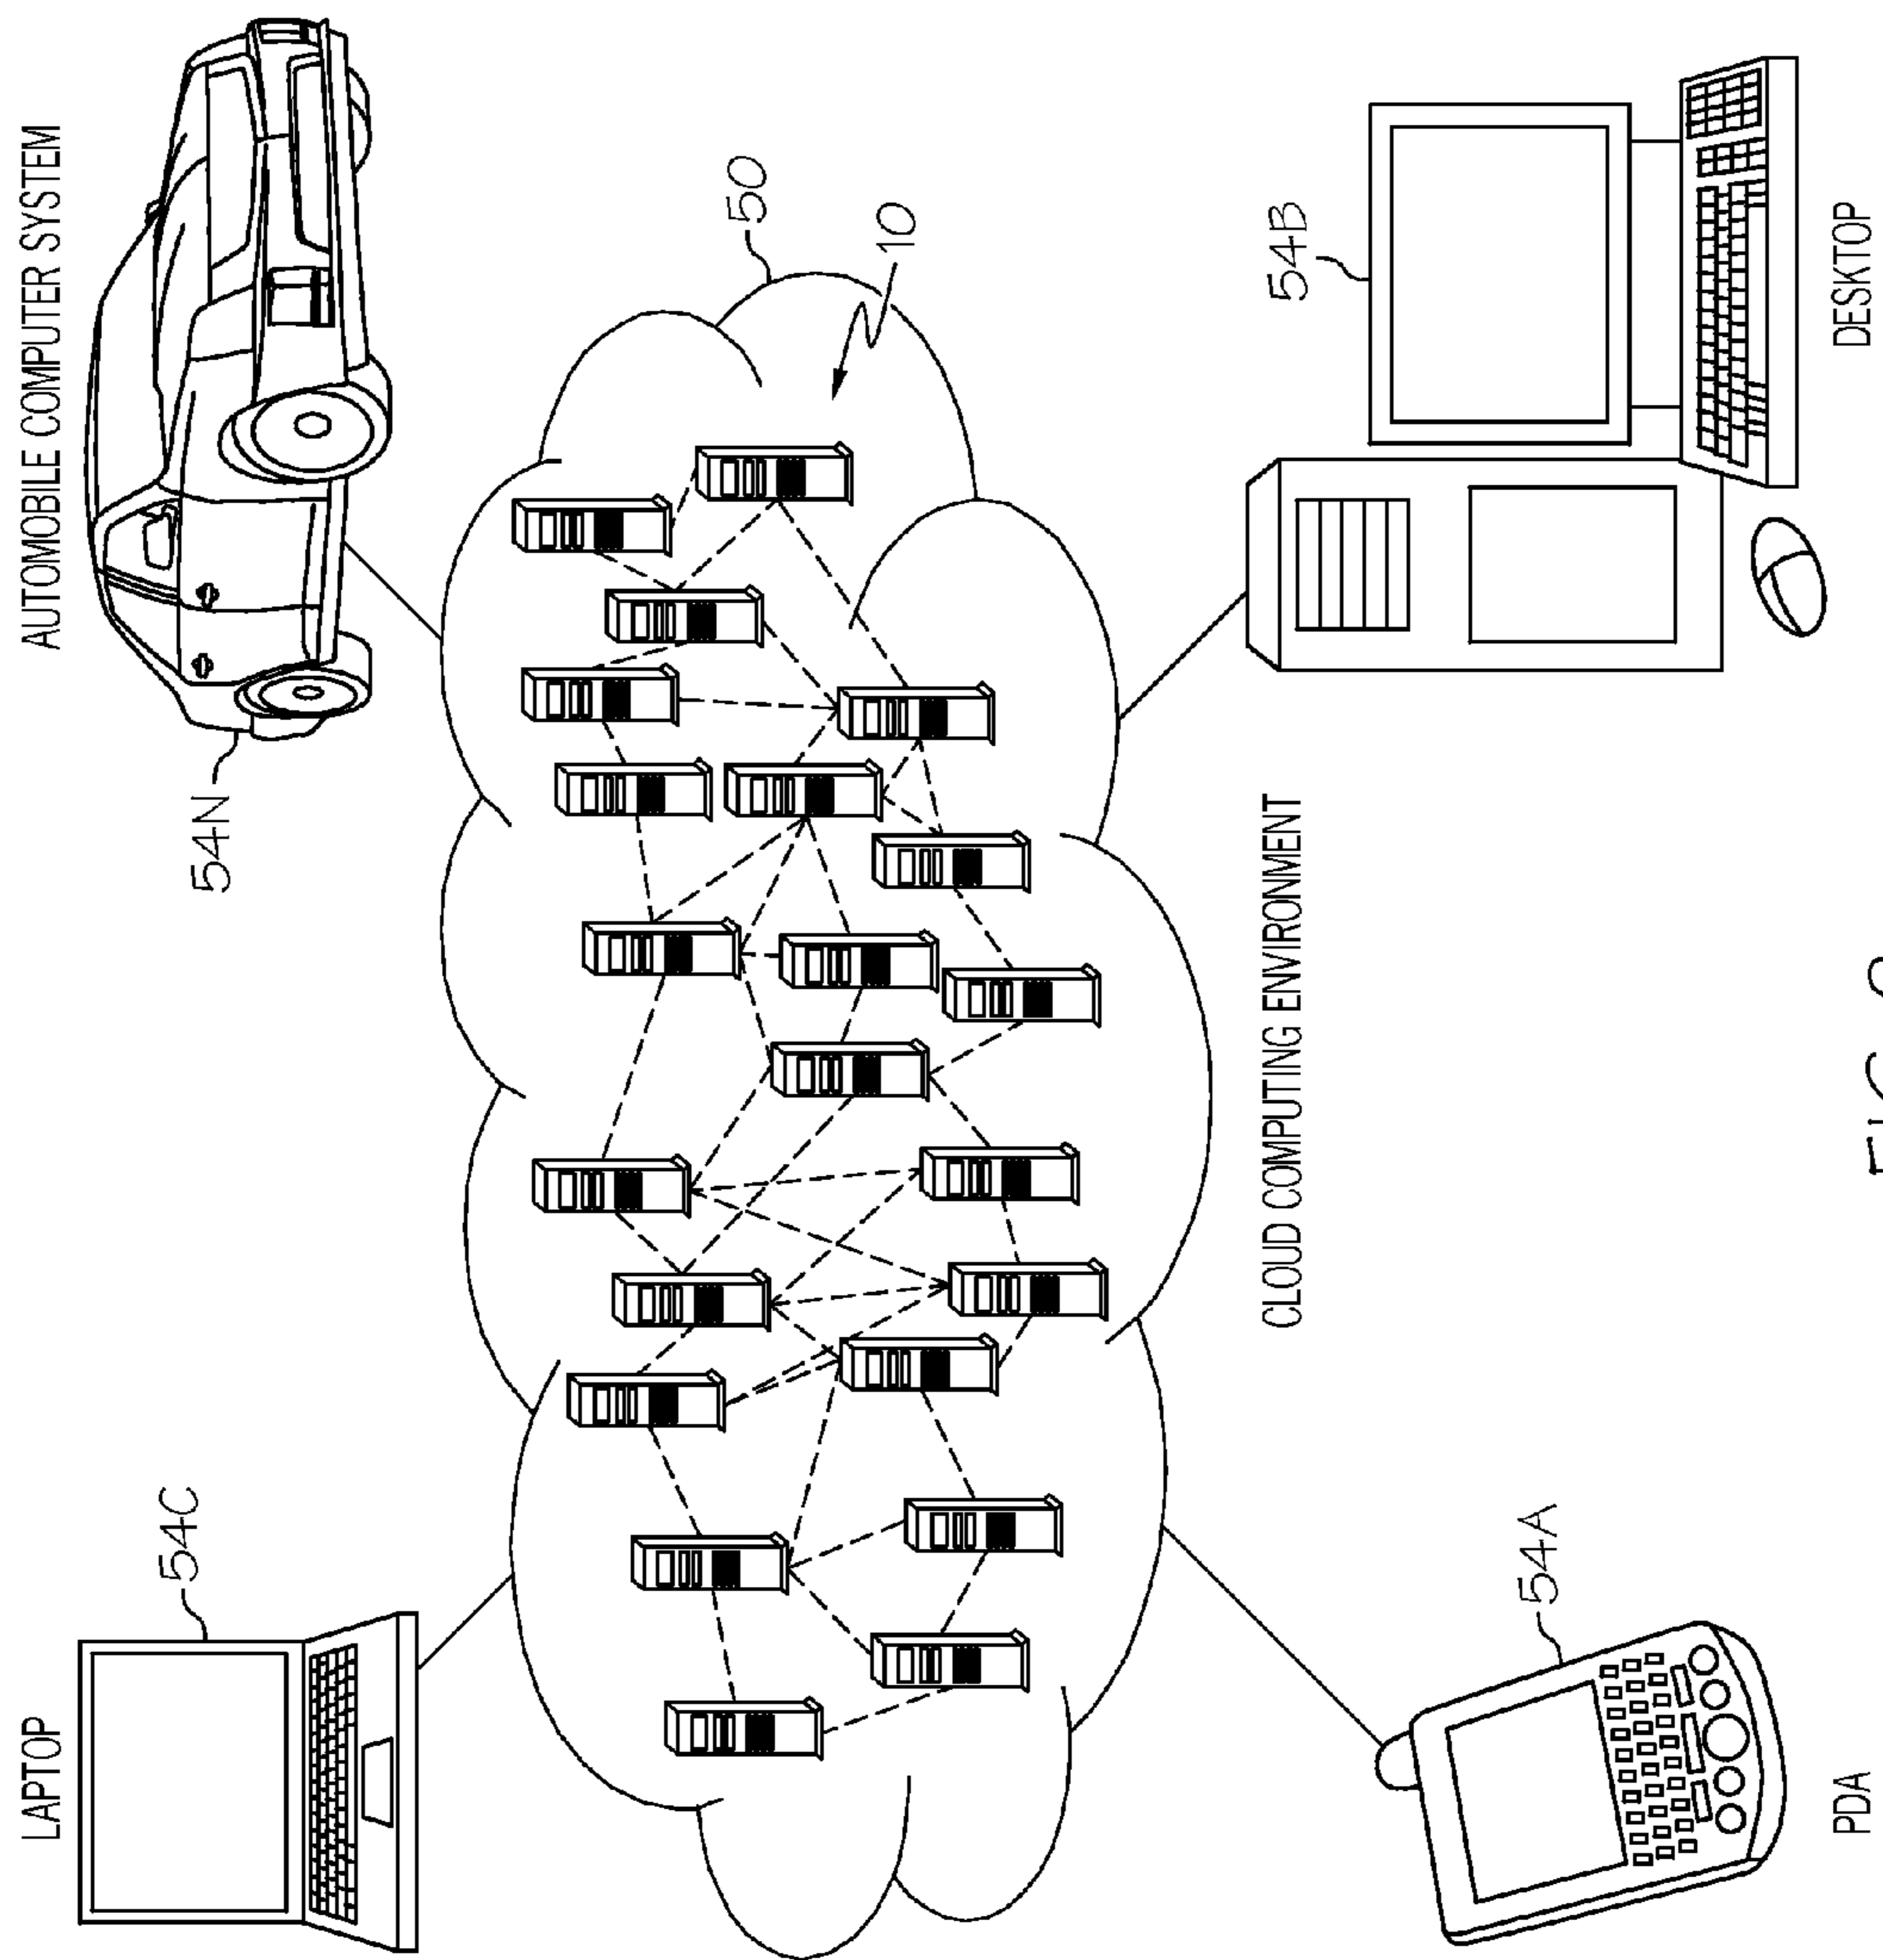 LAPTOP
AUTOMOBILE COMPUTER SYSTEM
54C
54N
50
10
CLOUD COMPUTING ENVIRONMENT
54B
54A
PDA
DESKTOP